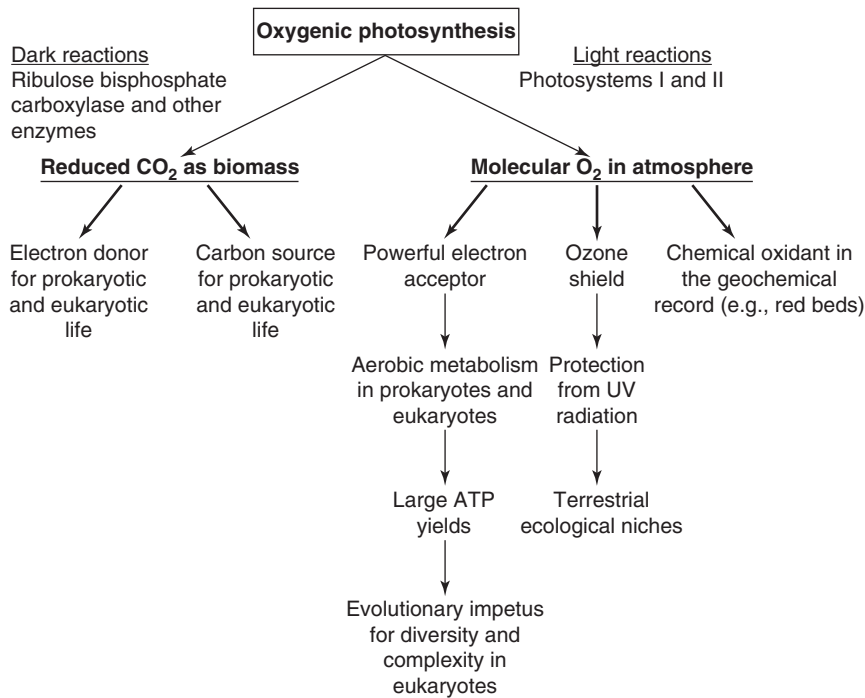 Oxygenic photosynthesis
Dark reactions
Ribulose bisphosphate
carboxylase and other
enzymes
Light reactions
Photosystems I and II
Reduced CO₂ as biomass
Molecular O₂ in atmosphere
Electron donor
for prokaryotic
and eukaryotic
life
Carbon source
for prokaryotic
and eukaryotic
life
Powerful electron
acceptor
Ozone
shield
Chemical oxidant in
the geochemical
record (e.g., red beds)
Aerobic metabolism
in prokaryotes and
eukaryotes
Protection
from UV
radiation
Large ATP
yields
Terrestrial
ecological niches
Evolutionary impetus
for diversity and
complexity in
eukaryotes